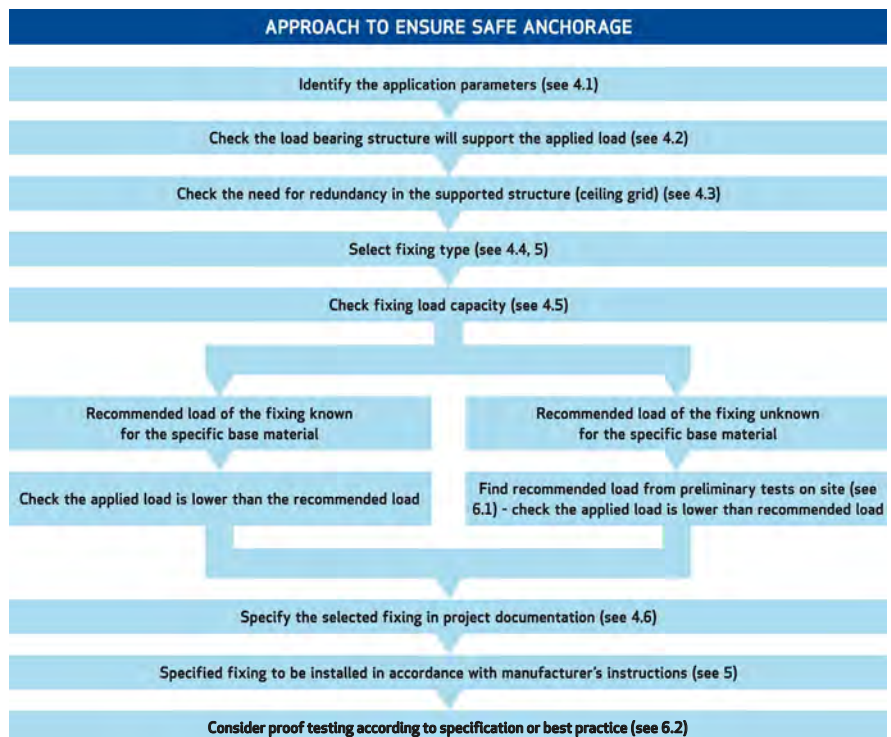 APPROACH TO ENSURE SAFE ANCHORAGE
Identify the application parameters (see 4.1)
Check the load bearing structure will support the applied load (see 4.2)
Check the need for redundancy in the supported structure (ceiling grid) (see 4.3)
Select fixing type (see 4.4, 5)
Check fixing load capacity (see 4.5)
Recommended load of the fixing known
for the specific base material
Recommended load of the fixing unknown
for the specific base material
Check the applied load is lower than the recommended load
Find recommended load from preliminary tests on site (see
6.1) - check the applied load is lower than recommended load
Specify the selected fixing in project documentation (see 4.6)
Specified fixing to be installed in accordance with manufacturer's instructions (see 5)
Consider proof testing according to specification or best practice (see 6.2)